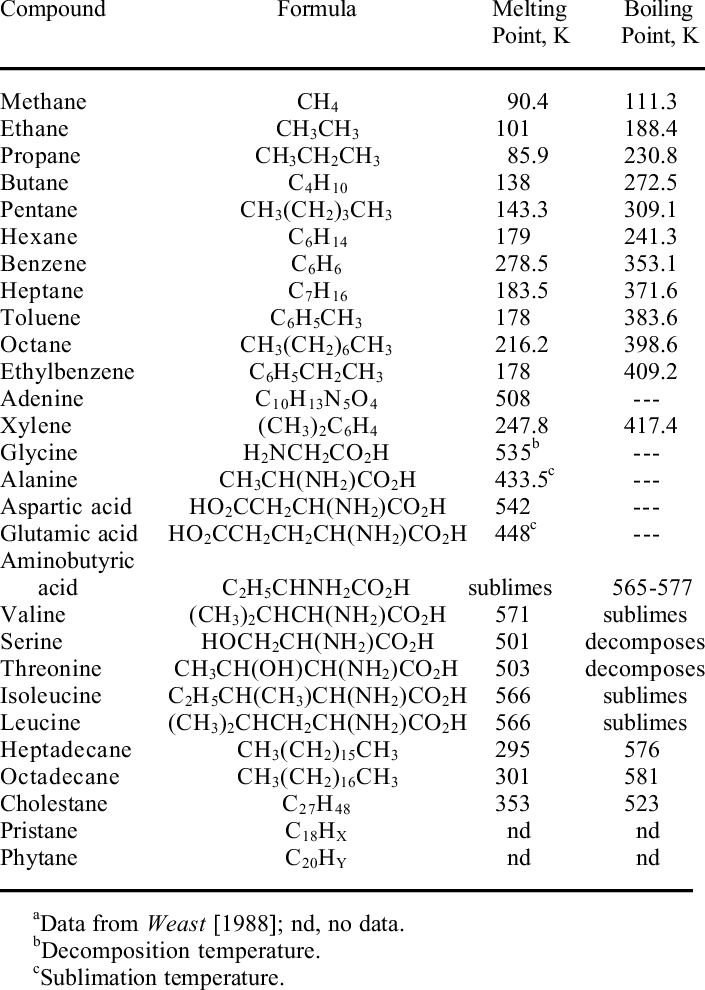 Compound Formula Melting Boiling
Point, K Point, K
Methane CH₄ 90.4 111.3
Ethane CH₃CH₃ 101 188.4
Propane CH₃CH₂CH₃ 85.9 230.8
Butane C₄H₁₀ 138 272.5
Pentane CH₃(CH₂)₃CH₃ 143.3 309.1
Hexane C₆H₁₄ 179 241.3
Benzene C₆H₆ 278.5 353.1
Heptane C₇H₁₆ 183.5 371.6
Toluene C₆H₅CH₃ 178 383.6
Octane CH₃(CH₂)₆CH₃ 216.2 398.6
Ethylbenzene C₆H₅CH₂CH₃ 178 409.2
Adenine C₁₀H₁₃N₅O₄ 508 ---
Xylene (CH₃)₂C₆H₄ 247.8 417.4
Glycine H₂NCH₂CO₂H 535ᵇ ---
Alanine CH₃CH(NH₂)CO₂H 433.5ᶜ ---
Aspartic acid HO₂CCH₂CH(NH₂)CO₂H 542 ---
Glutamic acid HO₂CCH₂CH₂CH(NH₂)CO₂H 448ᶜ ---
Aminobutyric
acid C₂H₅CHNH₂CO₂H sublimes 565-577
Valine (CH₃)₂CHCH(NH₂)CO₂H 571 sublimes
Serine HOCH₂CH(NH₂)CO₂H 501 decomposes
Threonine CH₃CH(OH)CH(NH₂)CO₂H 503 decomposes
Isoleucine C₂H₅CH(CH₃)CH(NH₂)CO₂H 566 sublimes
Leucine (CH₃)₂CHCH₂CH(NH₂)CO₂H 566 sublimes
Heptadecane CH₃(CH₂)₁₅CH₃ 295 576
Octadecane CH₃(CH₂)₁₆CH₃ 301 581
Cholestane C₂₇H₄₈ 353 523
Pristane C₁₈Hₓ nd nd
Phytane C₂₀HY nd nd
ᵃData from Weast [1988]; nd, no data.
ᵇDecomposition temperature.
ᶜSublimation temperature.